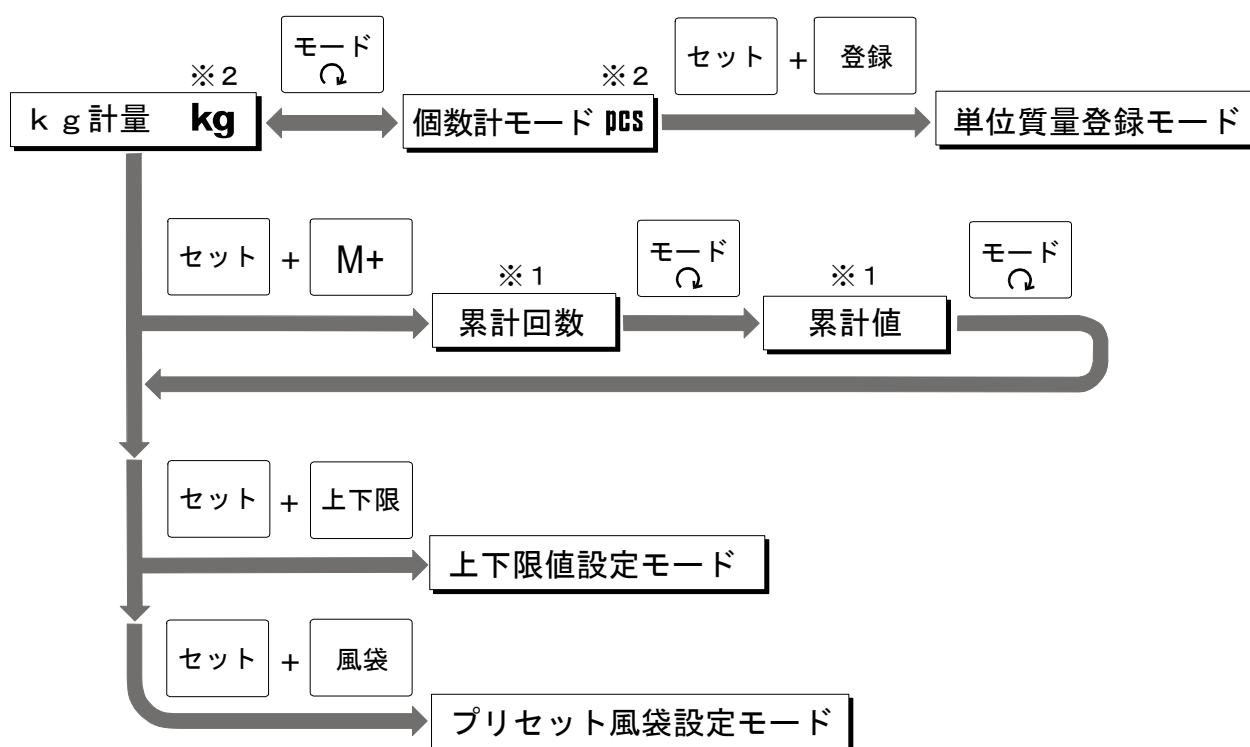 モード
※2
※2
セット + 登録
kg計量 kg
個数計モード pcs
単位質量登録モード
セット + M+
※1
モード
※1
モード
累計回数
累計値
セット + 上下限
上下限値設定モード
セット + 風袋
プリセット風袋設定モード